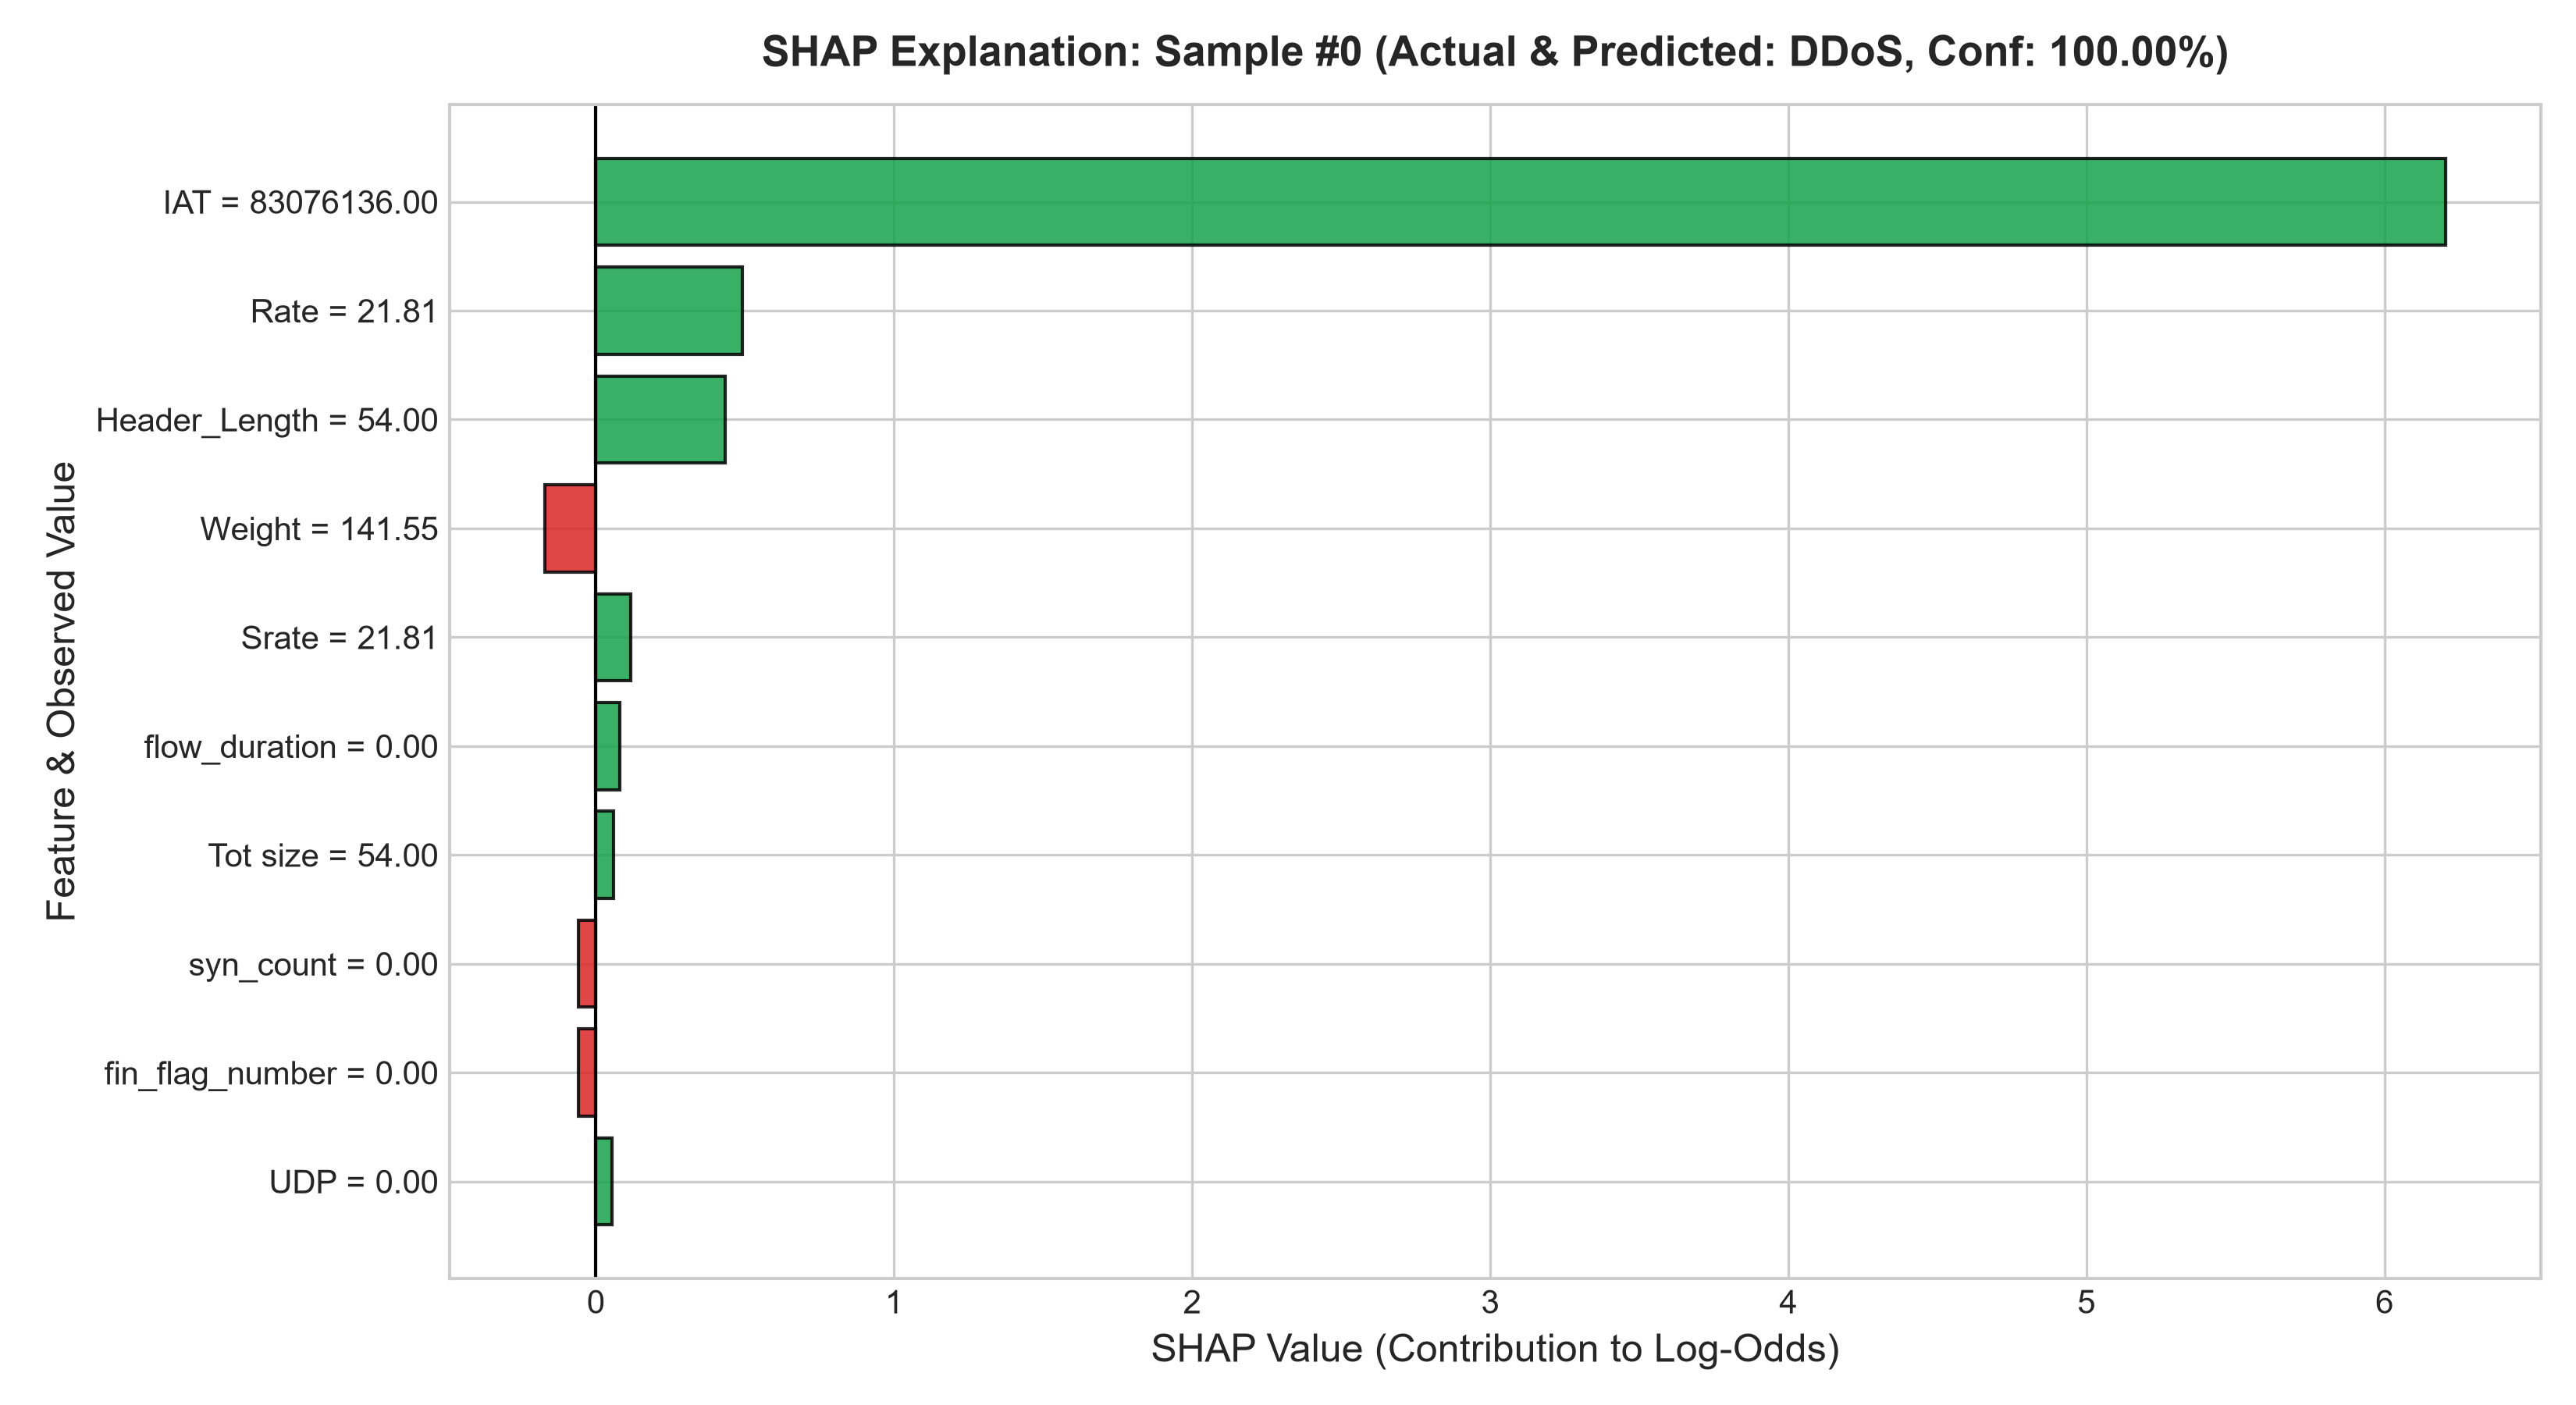 SHAP Explanation: Sample #0 (Actual & Predicted: DDoS, Conf: 100.00%)
Feature & Observed Value
IAT = 83076136.00
Rate = 21.81
Header_Length = 54.00
Weight = 141.55
Srate = 21.81
flow_duration = 0.00
Tot size = 54.00
syn_count = 0.00
fin_flag_number = 0.00
UDP = 0.00
0 1 2 3 4 5 6
SHAP Value (Contribution to Log-Odds)